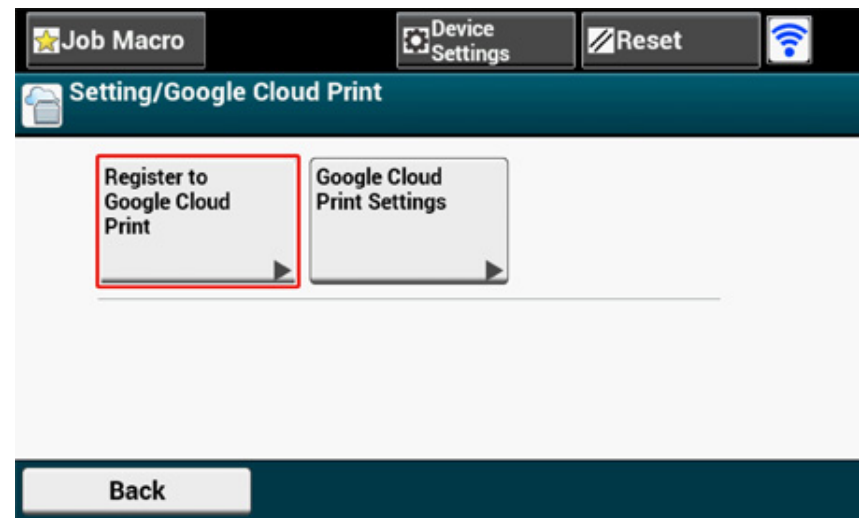 Job Macro
Device
Settings
Reset
Setting/Google Cloud Print
Register to
Google Cloud
Print
Google Cloud
Print Settings
Back